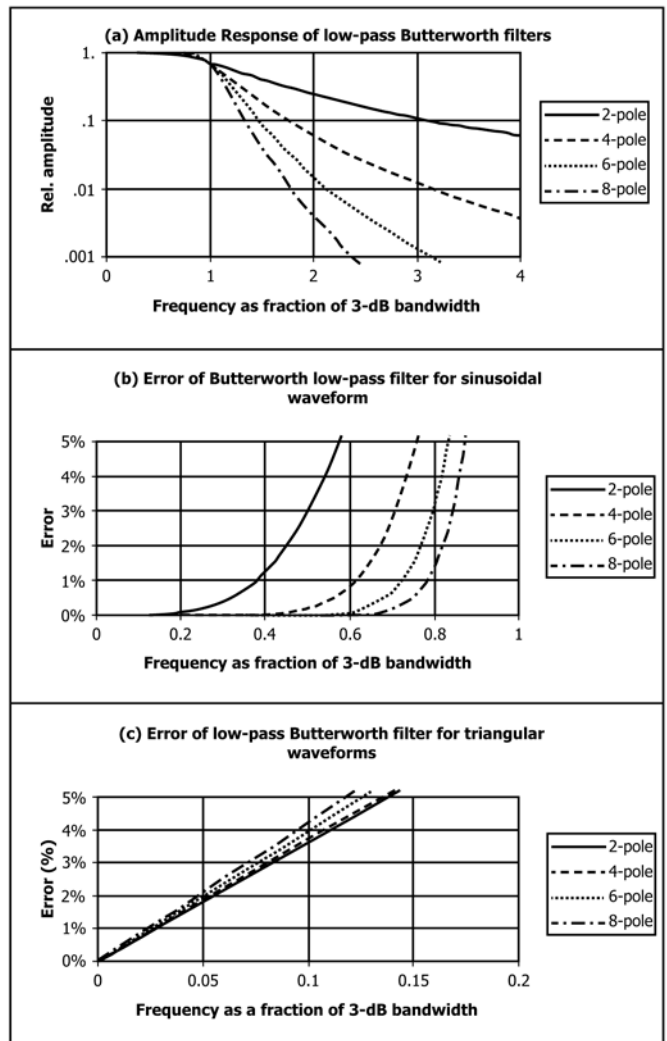 (a) Amplitude Response of low-pass Butterworth filters
1.
.1
.01
.001
Rel. amplitude
0 1 2 3 4
Frequency as fraction of 3-dB bandwidth
2-pole
4-pole
6-pole
8-pole
(b) Error of Butterworth low-pass filter for sinusoidal
waveform
5%
4%
3%
2%
1%
0%
Error
0 0.2 0.4 0.6 0.8 1
Frequency as fraction of 3-dB bandwidth
2-pole
4-pole
6-pole
8-pole
(c) Error of low-pass Butterworth filter for triangular
waveforms
5%
4%
3%
2%
1%
0%
Error (%)
0 0.05 0.1 0.15 0.2
Frequency as a fraction of 3-dB bandwidth
2-pole
4-pole
6-pole
8-pole